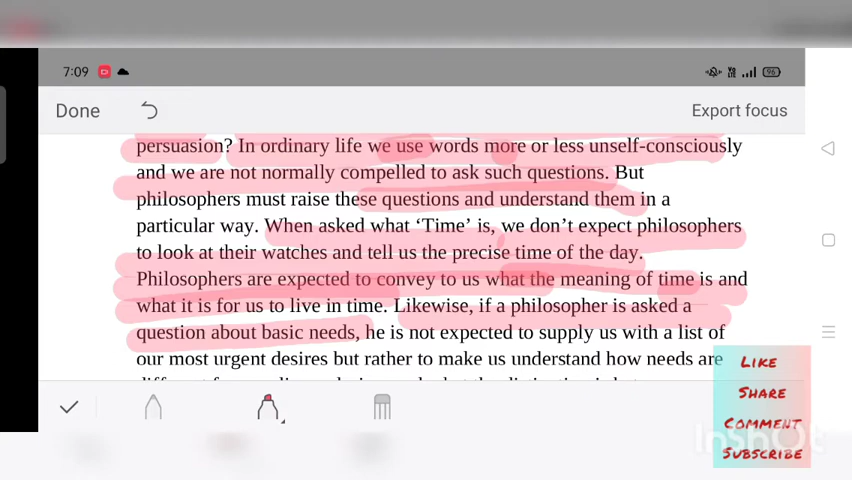 7:09
96
Done
Export focus
persuasion? In ordinary life we use words more or less unself-consciously
and we are not normally compelled to ask such questions. But
philosophers must raise these questions and understand them in a
particular way. When asked what ‘Time’ is, we don’t expect philosophers
to look at their watches and tell us the precise time of the day.
Philosophers are expected to convey to us what the meaning of time is and
what it is for us to live in time. Likewise, if a philosopher is asked a
question about basic needs, he is not expected to supply us with a list of
our most urgent desires but rather to make us understand how needs are
LIKE
SHARE
COMMENT
SUBSCRIBE
InShOt